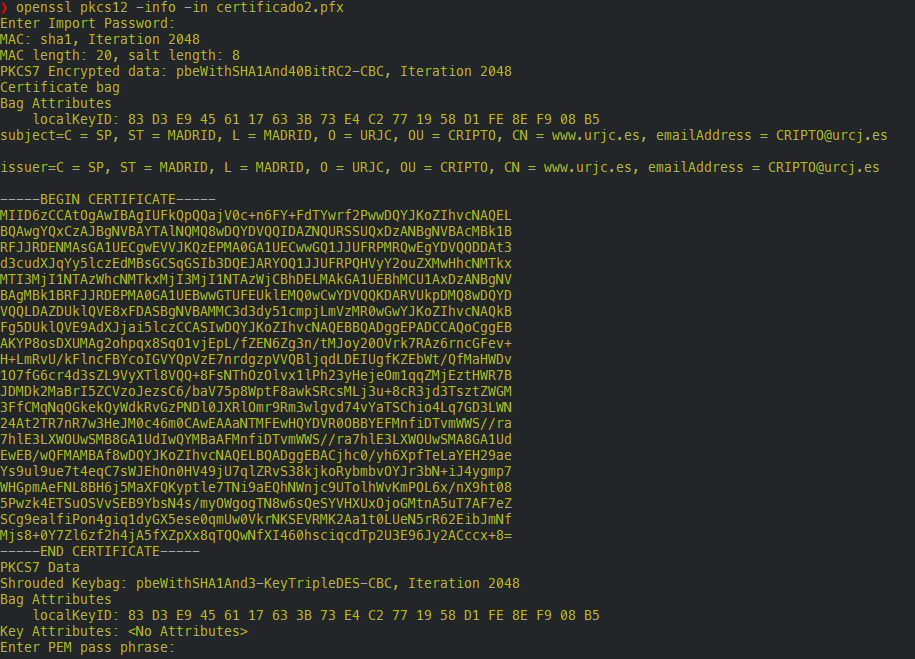 ❯ openssl pkcs12 -info -in certificado2.pfx
Enter Import Password:
MAC: sha1, Iteration 2048
MAC length: 20, salt length: 8
PKCS7 Encrypted data: pbeWithSHA1And40BitRC2-CBC, Iteration 2048
Certificate bag
Bag Attributes
    localKeyID: 83 D3 E9 45 61 17 63 3B 73 E4 C2 77 19 58 D1 FE 8E F9 08 B5
subject=C = SP, ST = MADRID, L = MADRID, O = URJC, OU = CRIPTO, CN = www.urjc.es, emailAddress = CRIPTO@urcj.es

issuer=C = SP, ST = MADRID, L = MADRID, O = URJC, OU = CRIPTO, CN = www.urjc.es, emailAddress = CRIPTO@urcj.es

-----BEGIN CERTIFICATE-----
MIID6zCCAtOgAwIBAgIUFkQpQQajV0c+n6FY+FdTYwrf2PwwDQYJKoZIhvcNAQEL
BQAwgYQxCzAJBgNVBAYTAlNQMQ8wDQYDVQQIDAZNQURSSUQxDzANBgNVBAcMBk1B
RFJJRDENMAsGA1UECgwEVVJKQzEPMA0GA1UECwwGQ1JJUFRPMRQwEgYDVQQDDAt3
d3cudXJqYy5lczEdMBsGCSqGSIb3DQEJARYOQ1JJUFRPQHVyY2ouZXMwHhcNMTkx
MTI3MjI1NTAzWhcNMTkxMjI3MjI1NTAzWjCBhDELMAkGA1UEBhMCU1AxDzANBgNV
BAgMBk1BRFJJRDEPMA0GA1UEBwwGTUFEUklEMQ0wCwYDVQQKDARVUkpDMQ8wDQYD
VQQLDAZDUklQVE8xFDASBgNVBAMMC3d3dy51cmpjLmVzMR0wGwYJKoZIhvcNAQkB
Fg5DUklQVE9AdXJjai5lczCCASIwDQYJKoZIhvcNAQEBBQADggEPADCCAQoCggEB
AKYP8osDXUMAg2ohpqx8SqO1vjEpL/fZEN6Zg3n/tMJoy20OVrk7RAz6rncGFev+
H+LmRvU/kFlncFBYcoIGVYQpVzE7nrdgzpVVQBljqdLDEIUgfKZEbWt/QfMaHWDv
1O7fG6cr4d3sZL9VyXTl8VQQ+8FsNThOzOlvx1lPh23yHejeOm1qqZMjEztHWR7B
JDMDk2MaBrI5ZCVzoJezsC6/baV75p8WptF8awkSRcsMLj3u+8cR3jd3TsztZWGM
3FfCMqNqQGkekQyWdkRvGzPNDl0JXRlOmr9Rm3wlgvd74vYaTSChio4Lq7GD3LWN
24At2TR7nR7w3HeJM0c46m0CAwEAAaNTMFEwHQYDVR0OBBYEFMnfiDTvmWWS//ra
7hlE3LXWOUwSMB8GA1UdIwQYMBaAFMnfiDTvmWWS//ra7hlE3LXWOUwSMA8GA1Ud
EwEB/wQFMAMBAf8wDQYJKoZIhvcNAQELBQADggEBACjhc0/yh6XpfTeLaYEH29ae
Ys9ul9ue7t4eqC7sWJEhOn0HV49jU7qlZRvS38kjkoRybmbvOYJr3bN+iJ4ygmp7
WHGpmAeFNL8BH6j5MaXFQKyptle7TNi9aEQhNWnjc9UTolhWvKmPOL6x/nX9ht08
5Pwzk4ETSuOSVvSEB9YbsN4s/myOWgogTN8w6sQeSYVHXUxOjoGMtnA5uT7AF7eZ
SCg9ealfiPon4giq1dyGX5ese0qmUw0VkrNKSEVRMK2Aa1t0LUeN5rR62EibJmNf
Mjs8+0Y7Zl6zf2h4jA5fXZpXx8qTQQwNfXI460hsciqcdTp2U3E96Jy2ACccx+8=
-----END CERTIFICATE-----
PKCS7 Data
Shrouded Keybag: pbeWithSHA1And3-KeyTripleDES-CBC, Iteration 2048
Bag Attributes
    localKeyID: 83 D3 E9 45 61 17 63 3B 73 E4 C2 77 19 58 D1 FE 8E F9 08 B5
Key Attributes: <No Attributes>
Enter PEM pass phrase: